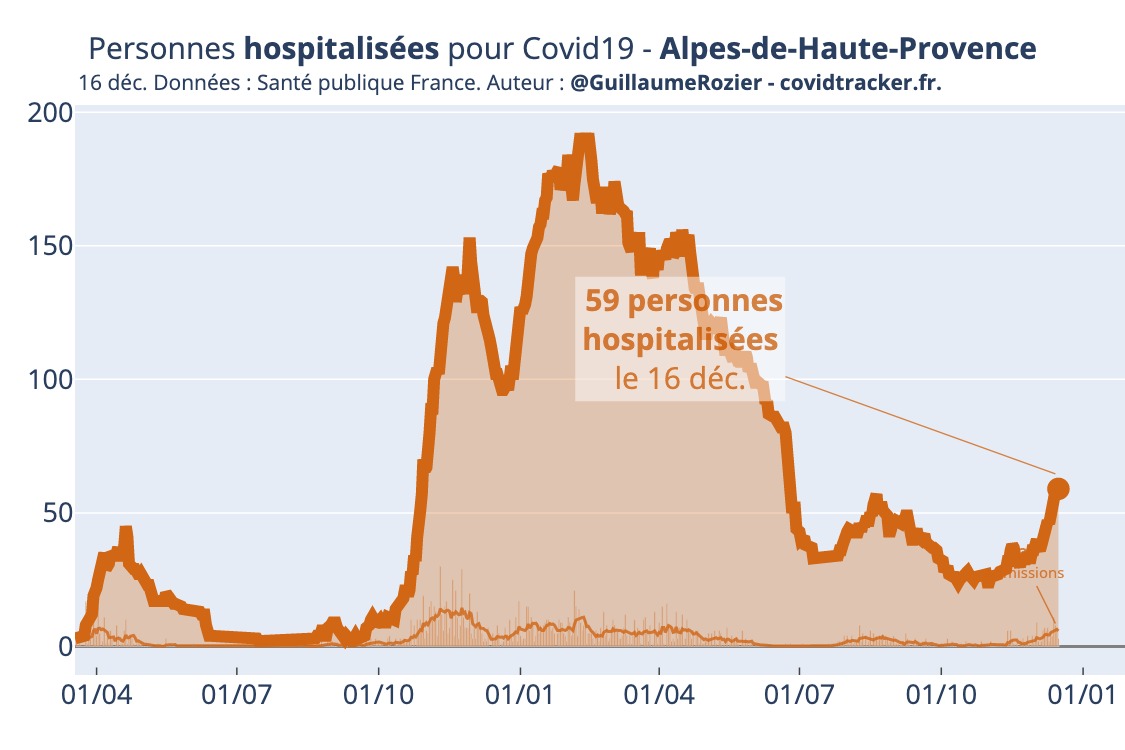 Personnes hospitalisées pour Covid19 - Alpes-de-Haute-Provence
16 déc. Données : Santé publique France. Auteur : @GuillaumeRozier - covidtracker.fr.
200
150
100
50
0
59 personnes
hospitalisées
le 16 déc.
01/04
01/07
01/10
01/01
01/04
01/07
01/10
01/01